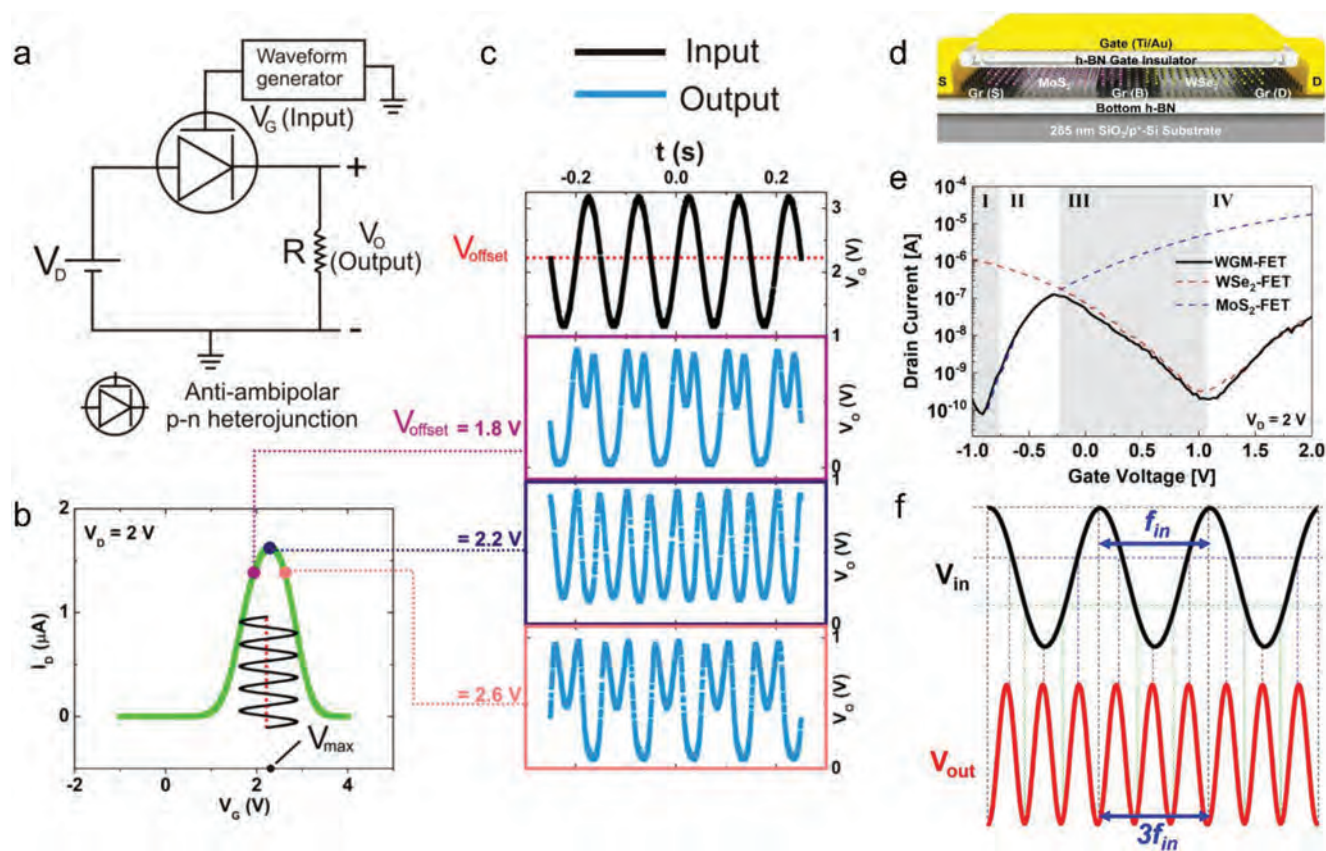 a
Waveform
generator
V_G (Input)
V_D
R
+
V_O
(Output)
-
Anti-ambipolar
p-n heterojunction
b
V_D = 2 V
I_D (μA)
2
1
0
V_max
-2
0
2
4
V_G (V)
c
Input
Output
t (s)
-0.2
0.0
0.2
V_offset
3
2
1
V_G (V)
V_offset = 1.8 V
V_O (V)
0
= 2.2 V
1
V_O (V)
0
= 2.6 V
1
V_O (V)
0
d
Gate (Ti/Au)
h-BN Gate Insulator
S
MoS₂
WSe₂
D
Gr (S)
Gr (B)
Gr (D)
Bottom h-BN
285 nm SiO₂/p⁺-Si Substrate
e
Drain Current [A]
10⁻⁴
10⁻⁵
10⁻⁶
10⁻⁷
10⁻⁸
10⁻⁹
10⁻¹⁰
I
II
III
IV
WGM-FET
WSe₂-FET
MoS₂-FET
V_D = 2 V
-1.0
-0.5
0.0
0.5
1.0
1.5
2.0
Gate Voltage [V]
f
V_in
f_in
V_out
3f_in